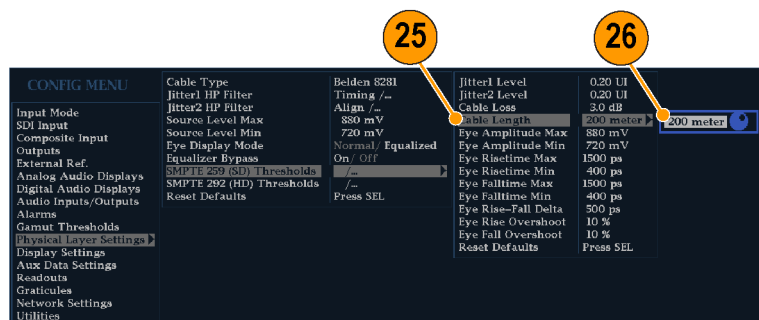 25
26
CONFIG MENU
Input Mode
SDI Input
Composite Input
Outputs
External Ref.
Analog Audio Displays
Digital Audio Displays
Audio Inputs/Outputs
Alarms
Gamut Thresholds
Physical Layer Settings
Display Settings
Aux Data Settings
Readouts
Graticules
Network Settings
Utilities
Cable Type Belden 8281
Jitter1 HP Filter Timing /...
Jitter2 HP Filter Align /...
Source Level Max 880 mV
Source Level Min 720 mV
Eye Display Mode Normal/ Equalized
Equalizer Bypass On/ Off
SMPTE 259 (SD) Thresholds /...
SMPTE 292 (HD) Thresholds /...
Reset Defaults Press SEL
Jitter1 Level 0.20 UI
Jitter2 Level 0.20 UI
Cable Loss 3.0 dB
Cable Length 200 meter
Eye Amplitude Max 880 mV
Eye Amplitude Min 720 mV
Eye Risetime Max 1500 ps
Eye Risetime Min 400 ps
Eye Falltime Max 1500 ps
Eye Falltime Min 400 ps
Eye Rise-Fall Delta 500 ps
Eye Rise Overshoot 10 %
Eye Fall Overshoot 10 %
Reset Defaults Press SEL
200 meter